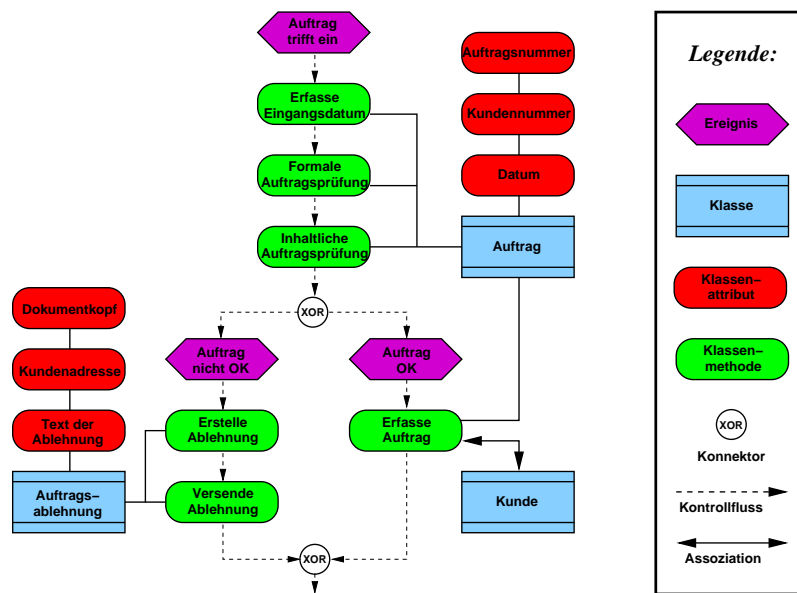 Auftrag
trifft ein
Auftragsnummer
Erfasse
Eingangsdatum
Kundennummer
Formale
Auftragsprüfung
Datum
Inhaltliche
Auftragsprüfung
Auftrag
XOR
Dokumentkopf
Auftrag
nicht OK
Auftrag
OK
Kundenadresse
Text der
Ablehnung
Erstelle
Ablehnung
Erfasse
Auftrag
Auftrags–
ablehnung
Versende
Ablehnung
Kunde
XOR
Legende:
Ereignis
Klasse
Klassen–
attribut
Klassen–
methode
XOR
Konnektor
Kontrollfluss
Assoziation